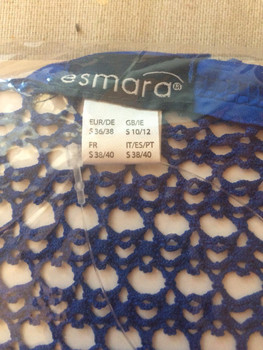 esmara®
EUR/DE GB/IE
S 36/38 S 10/12
FR IT/ES/PT
S 38/40 S 38/40